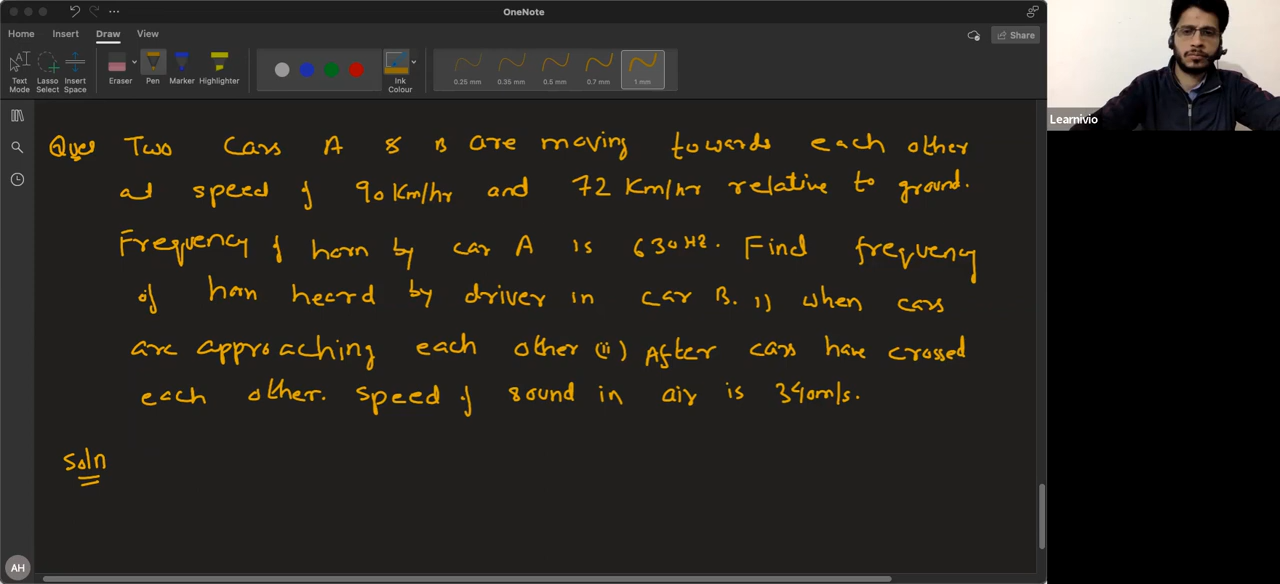 OneNote
Home Insert Draw View
Share
Text Mode
Lasso Select
Insert Space
Eraser
Pen
Marker
Highlighter
Ink Colour
0.25 mm 0.35 mm 0.5 mm 0.7 mm 1 mm
Learnivio
Ques Two Cars A & B are moving towards each other
at speed of 90 Km/hr and 72 Km/hr relative to ground.
Frequency of horn by car A is 630 Hz. Find frequency
of horn heard by driver in car B. i) when cars
are approaching each other (ii) After cars have crossed
each other. Speed of sound in air is 340m/s.
Soln
AH